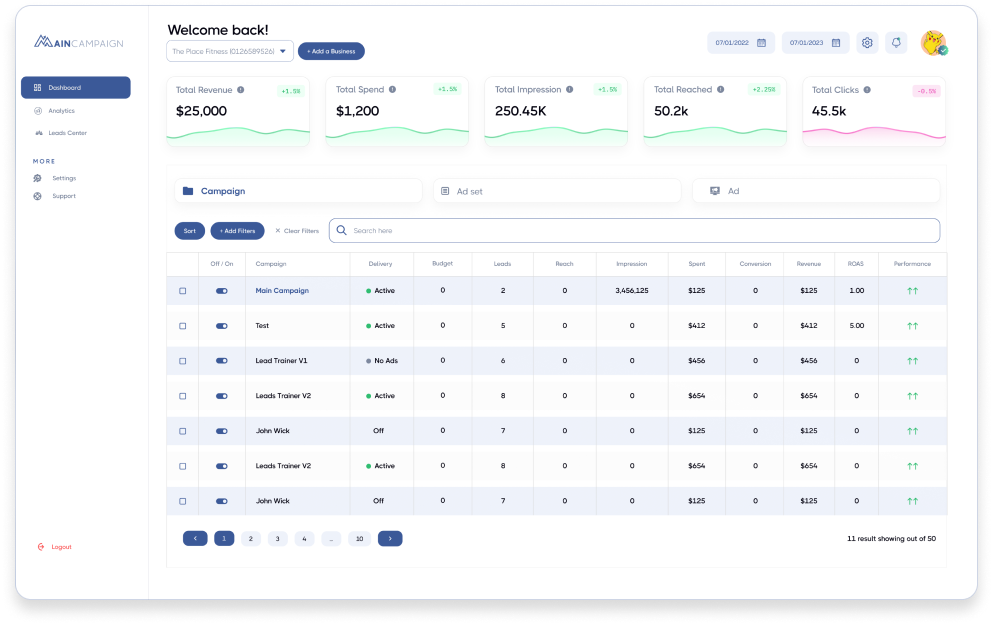 MAINCAMPAIGN
Dashboard
Analytics
Leads Center
MORE
Settings
Support
Logout
Welcome back!
The Place Fitness
+ Add a Business
07/01/2022
07/01/2023
Total Revenue
+1.5%
$25,000
Total Spend
+1.5%
$1,200
Total Impression
+1.5%
250.45K
Total Reached
+2.25%
50.2k
Total Clicks
-0.5%
45.5k
Campaign
Ad set
Ad
Sort
+ Add Filters
× Clear Filters
Search here
Off / On Campaign Delivery Budget Leads Reach Impression Spent Conversion Revenue ROAS Performance
Main Campaign Active 0 2 0 3,456,125 $125 0 $125 1.00 ↑↑
Test Active 0 5 0 0 $412 0 $412 5.00 ↑↑
Lead Trainer V1 No Ads 0 6 0 0 $456 0 $456 0 ↑↑
Leads Trainer V2 Active 0 8 0 0 $654 0 $654 0 ↑↑
John Wick Off 0 7 0 0 $125 0 $125 0 ↑↑
Leads Trainer V2 Active 0 8 0 0 $654 0 $654 0 ↑↑
John Wick Off 0 7 0 0 $125 0 $125 0 ↑↑
< 1 2 3 4 ... 10 >
11 result showing out of 50